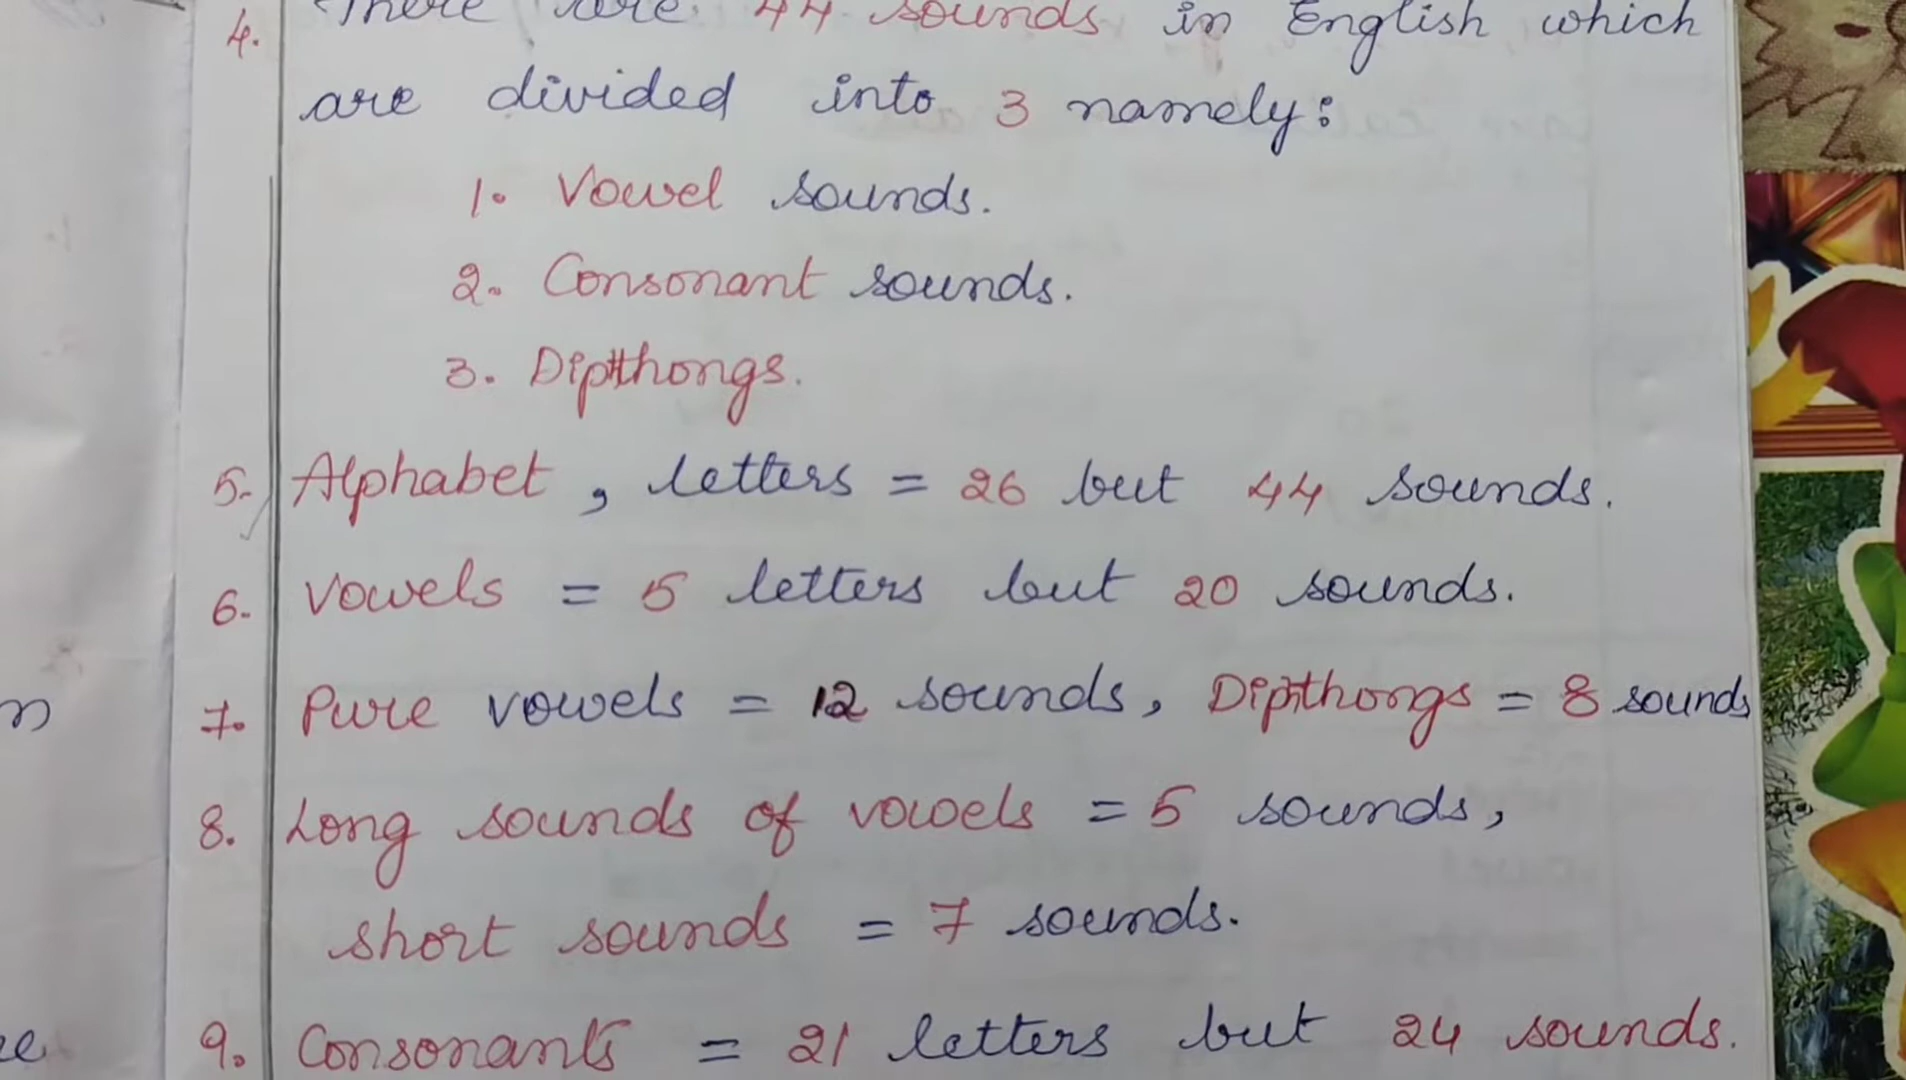 4. There are 44 sounds in English which
are divided into 3 namely:
1. Vowel sounds.
2. Consonant sounds.
3. Dipthongs.
5. Alphabet, letters = 26 but 44 sounds.
6. Vowels = 5 letters but 20 sounds.
7. Pure vowels = 12 sounds, Dipthongs = 8 sounds
8. Long sounds of vowels = 5 sounds,
short sounds = 7 sounds.
9. Consonants = 21 letters but 24 sounds.